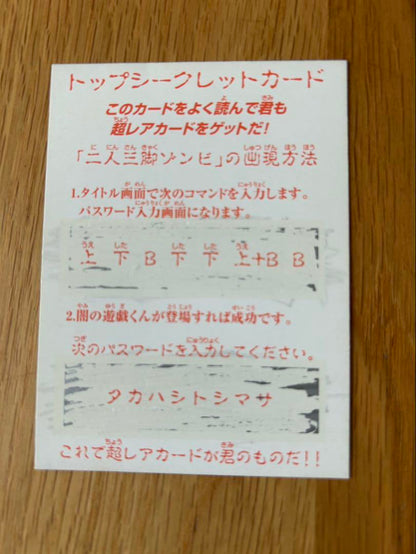 トップシークレットカード
このカードをよく読んで君も
超レアカードをゲットだ!
「二人三脚ゾンビ」の出現方法
1.タイトル画面で次のコマンドを入力します。
パスワード入力画面になります。
上 下 B 下 下 上+B B
2.闇の遊戯くんが登場すれば成功です。
次のパスワードを入力してください。
タカハシトシマサ
これで超レアカードが君のものだ!!